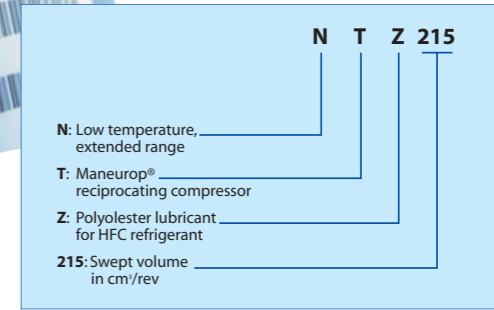 N T Z 215
N: Low temperature,
extended range
T: Maneurop®
reciprocating compressor
Z: Polyolester lubricant
for HFC refrigerant
215: Swept volume
in cm³/rev